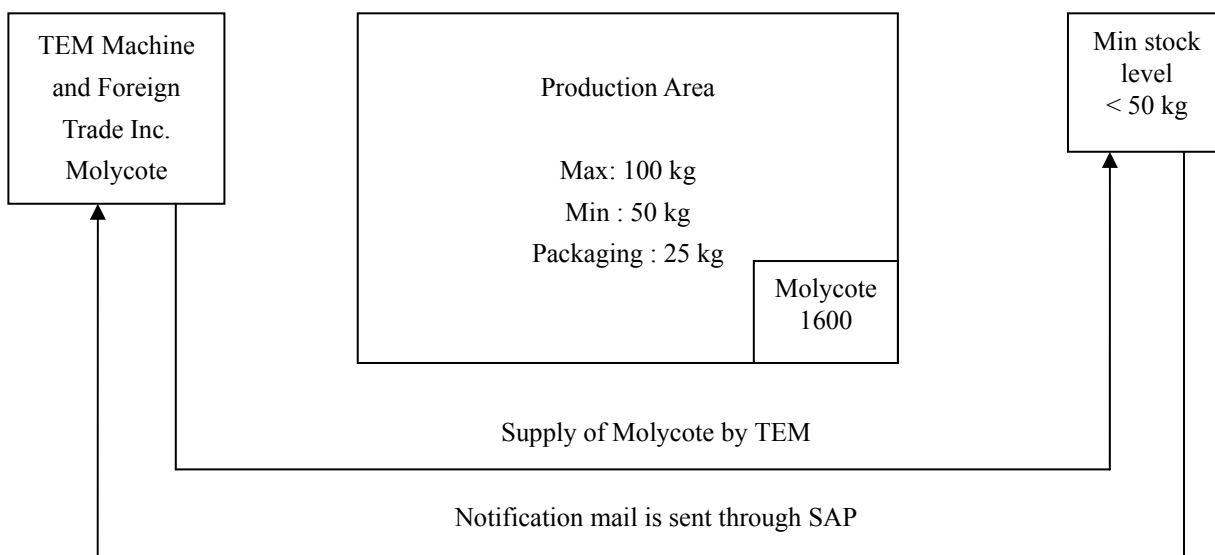 TEM Machine
and Foreign
Trade Inc.
Molycote
Production Area
Max: 100 kg
Min : 50 kg
Packaging : 25 kg
Molycote
1600
Min stock
level
< 50 kg
Supply of Molycote by TEM
Notification mail is sent through SAP